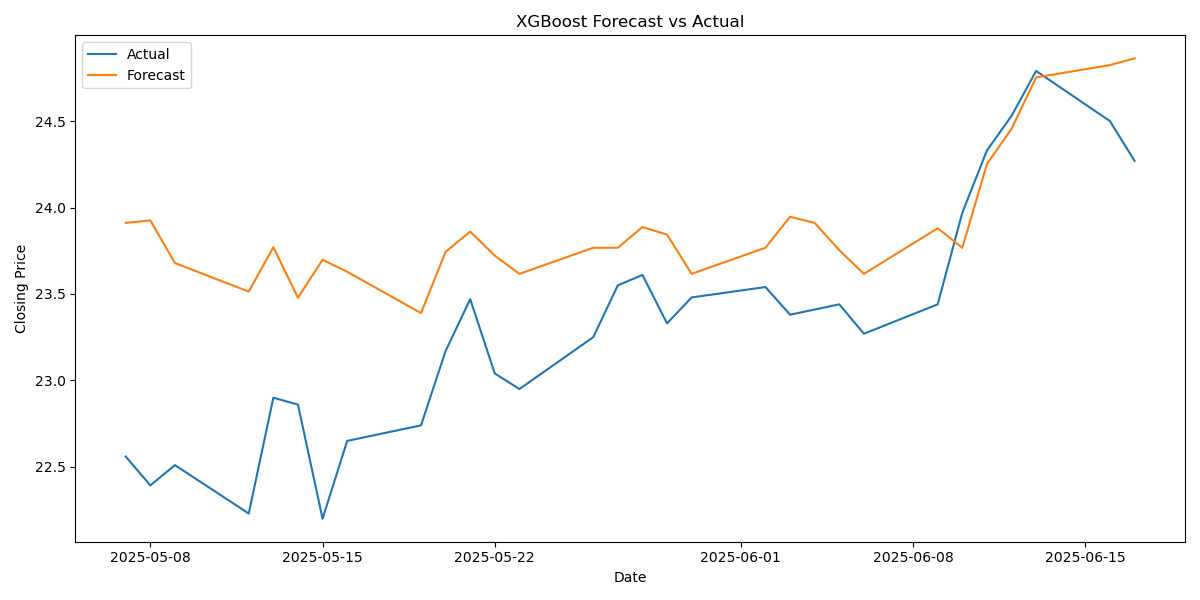 XGBoost Forecast vs Actual
Actual
Forecast
24.5
24.0
23.5
23.0
22.5
Closing Price
2025-05-08 2025-05-15 2025-05-22 2025-06-01 2025-06-08 2025-06-15
Date